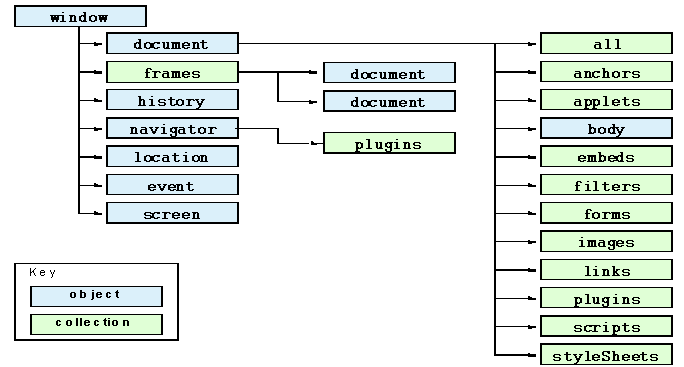 window
document
all
frames
document
anchors
history
document
applets
navigator
plugins
body
location
embeds
event
filters
screen
forms
images
links
plugins
scripts
styleSheets
Key
object
collection